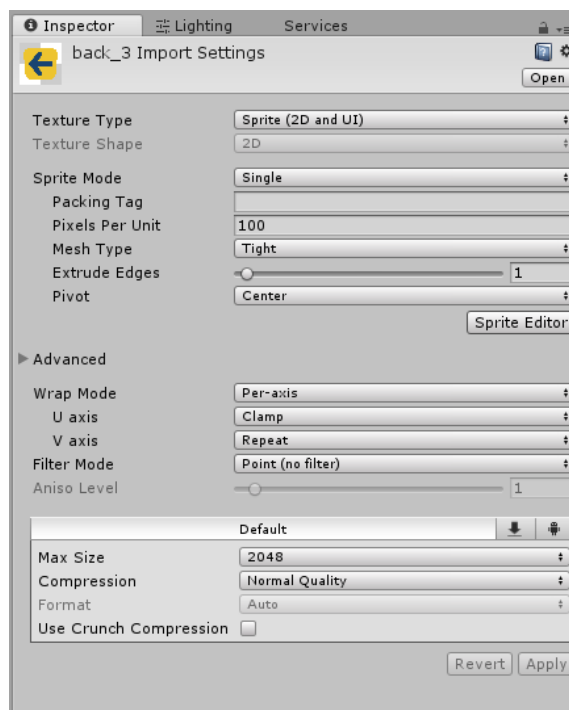 Inspector Lighting Services
back_3 Import Settings
Open
Texture Type Sprite (2D and UI)
Texture Shape 2D
Sprite Mode Single
Packing Tag
Pixels Per Unit 100
Mesh Type Tight
Extrude Edges 1
Pivot Center
Sprite Editor
Advanced
Wrap Mode Per-axis
U axis Clamp
V axis Repeat
Filter Mode Point (no filter)
Aniso Level 1
Default
Max Size 2048
Compression Normal Quality
Format Auto
Use Crunch Compression
Revert Apply